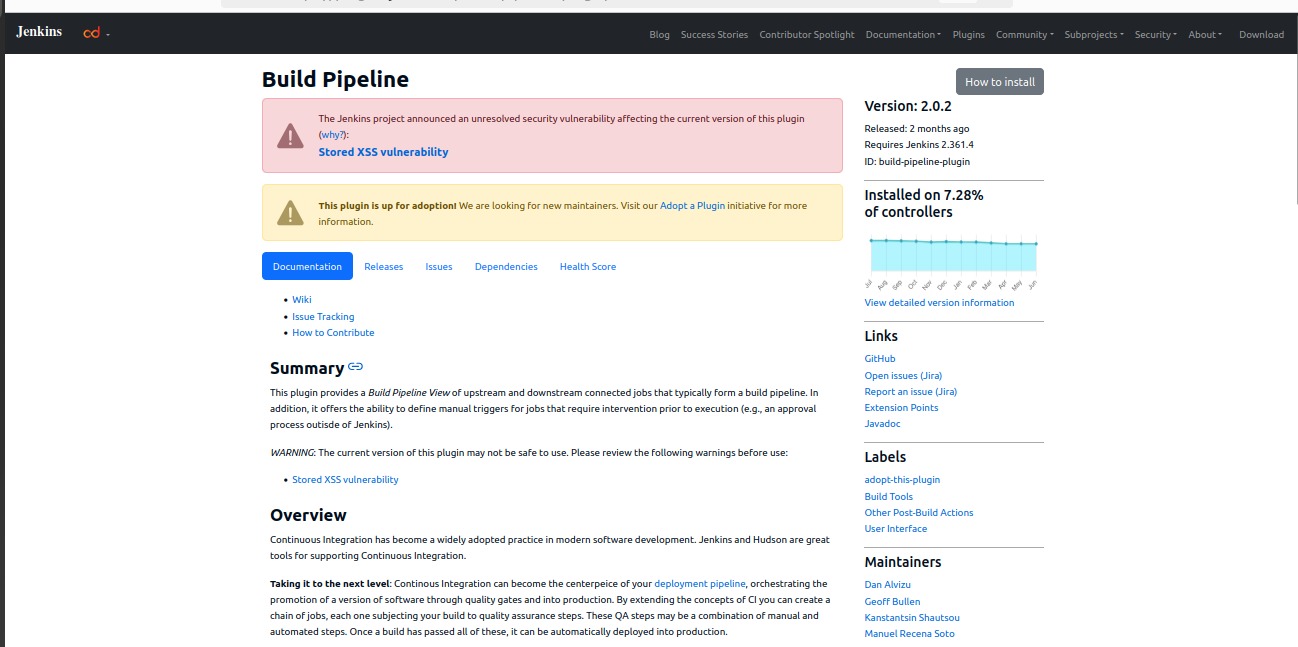 Jenkins
cd
Blog Success Stories Contributor Spotlight Documentation Plugins Community Subprojects Security About Download
Build Pipeline
How to install
The Jenkins project announced an unresolved security vulnerability affecting the current version of this plugin
(why?):
Stored XSS vulnerability
This plugin is up for adoption! We are looking for new maintainers. Visit our Adopt a Plugin initiative for more
information.
Documentation Releases Issues Dependencies Health Score
Wiki
Issue Tracking
How to Contribute
Summary
This plugin provides a Build Pipeline View of upstream and downstream connected jobs that typically form a build pipeline. In
addition, it offers the ability to define manual triggers for jobs that require intervention prior to execution (e.g., an approval
process outisde of Jenkins).
WARNING: The current version of this plugin may not be safe to use. Please review the following warnings before use:
Stored XSS vulnerability
Overview
Continuous Integration has become a widely adopted practice in modern software development. Jenkins and Hudson are great
tools for supporting Continuous Integration.
Taking it to the next level: Continous Integration can become the centerpeice of your deployment pipeline, orchestrating the
promotion of a version of software through quality gates and into production. By extending the concepts of CI you can create a
chain of jobs, each one subjecting your build to quality assurance steps. These QA steps may be a combination of manual and
automated steps. Once a build has passed all of these, it can be automatically deployed into production.
Version: 2.0.2
Released: 2 months ago
Requires Jenkins 2.361.4
ID: build-pipeline-plugin
Installed on 7.28%
of controllers
Jul Aug Sep Oct Nov Dec Jan Feb Mar Apr May Jun
View detailed version information
Links
GitHub
Open issues (Jira)
Report an issue (Jira)
Extension Points
Javadoc
Labels
adopt-this-plugin
Build Tools
Other Post-Build Actions
User Interface
Maintainers
Dan Alvizu
Geoff Bullen
Kanstantsin Shautsou
Manuel Recena Soto